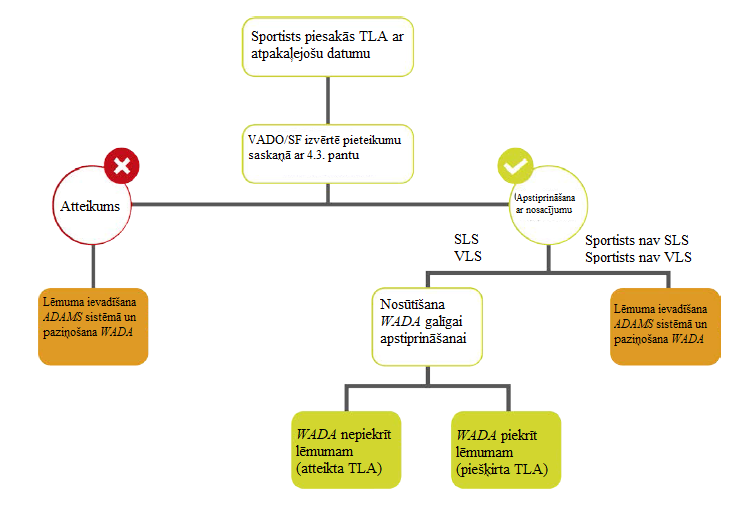 Sportists piesakās TLA ar
atpakaļejošu datumu
VADO/SF izvērtē pieteikumu
saskaņā ar 4.3. pantu
Atteikums
(Apstiprināšana
ar nosacījumu
SLS
VLS
Sportists nav SLS
Sportists nav VLS
Lēmuma ievadīšana
ADAMS sistēmā un
paziņošana WADA
Nosūtīšana
WADA galīgai
apstiprināšanai
Lēmuma ievadīšana
ADAMS sistēmā un
paziņošana WADA
WADA nepiekrīt
lēmumam
(atteikta TLA)
WADA piekrīt
lēmumam
(piešķirta TLA)